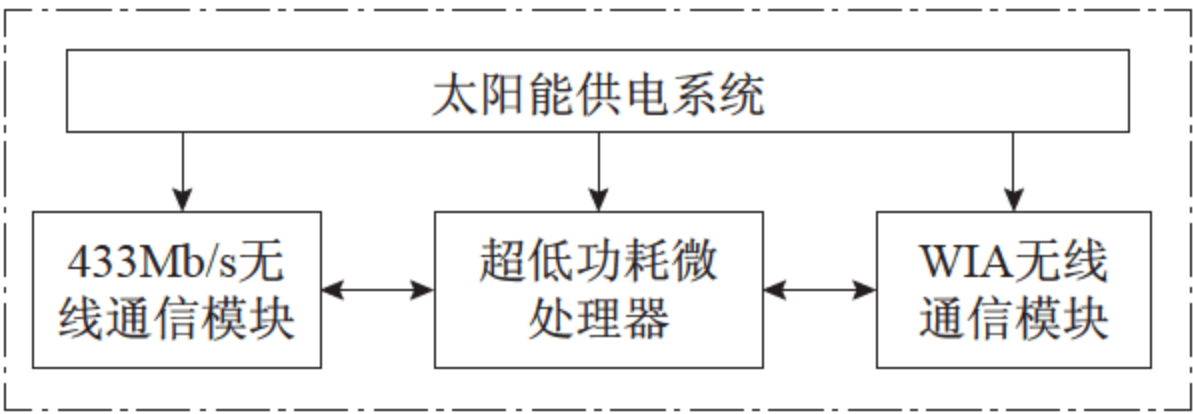 太阳能供电系统
433Mb/s无
线通信模块
超低功耗微
处理器
WIA无线
通信模块